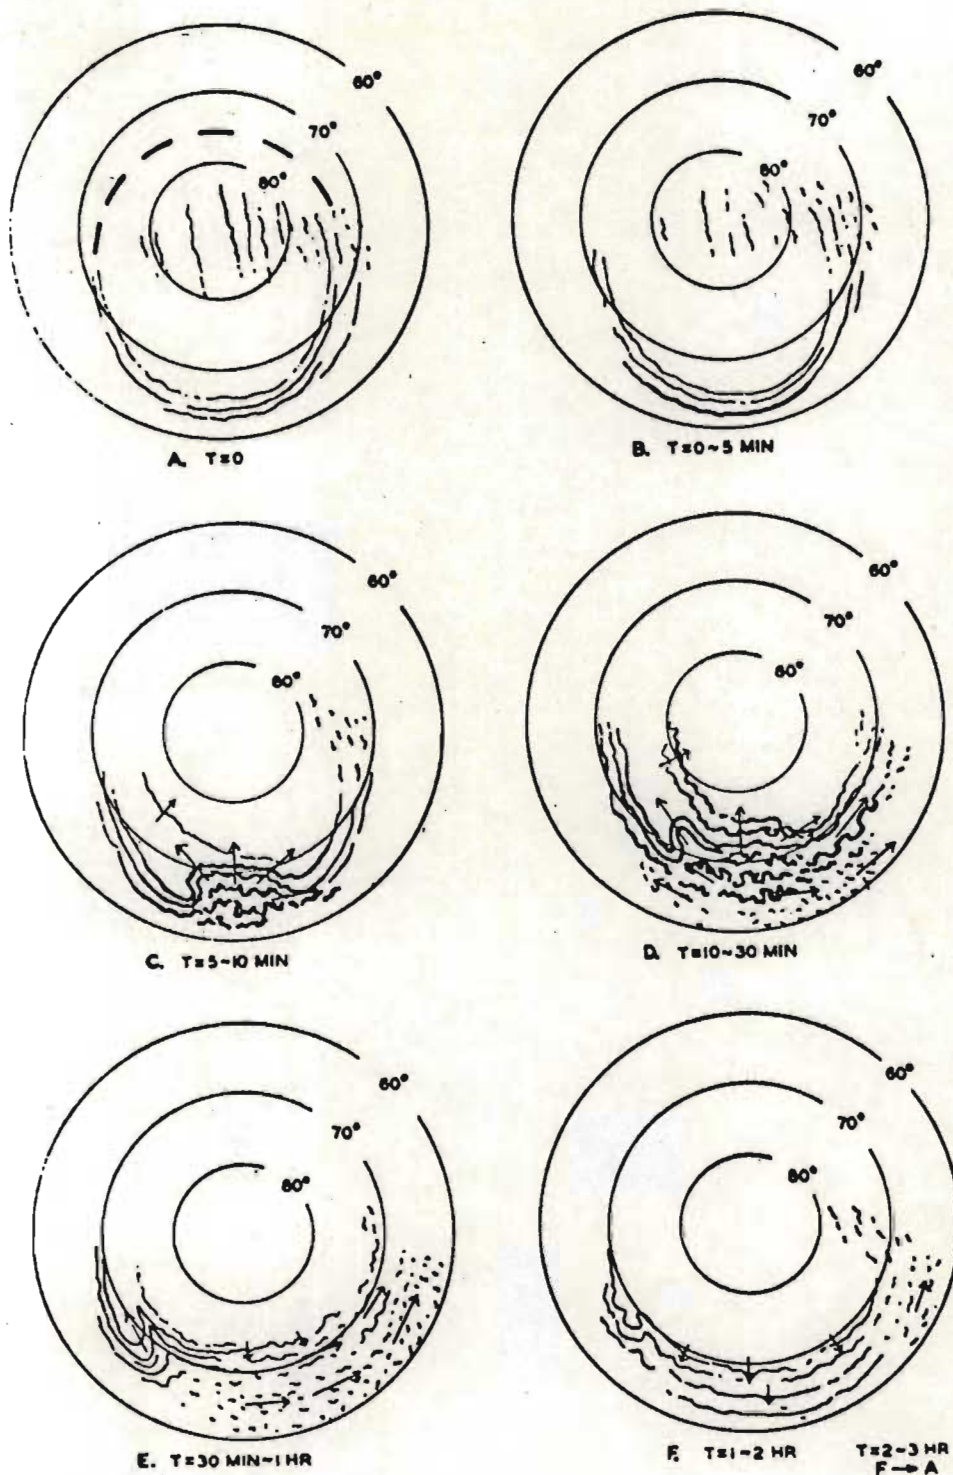 60°
70°
80°
A. T=0
60°
70°
80°
B. T=0~5 MIN
60°
70°
80°
C. T=5~10 MIN
60°
70°
80°
D. T=10~30 MIN
60°
70°
80°
E. T=30 MIN~1 HR
60°
70°
80°
F. T=1~2 HR
T=2~3 HR
F→A